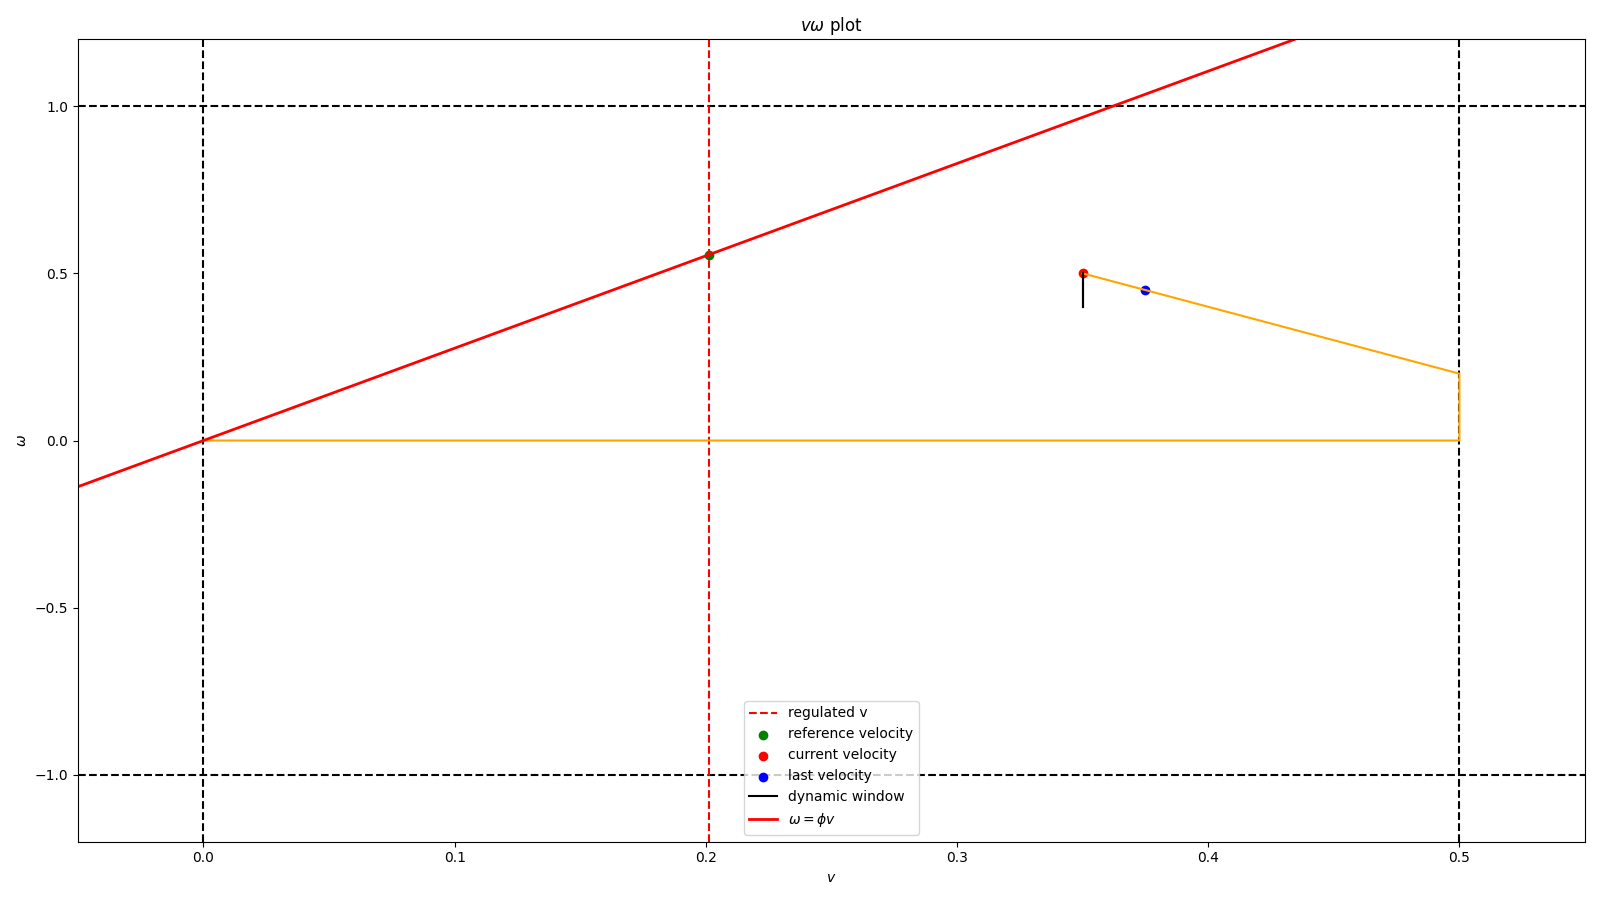 vω plot
1.0
0.5
0.0
−0.5
−1.0
ω
regulated v
reference velocity
current velocity
last velocity
dynamic window
ω = ϕv
0.0 0.1 0.2 0.3 0.4 0.5
v